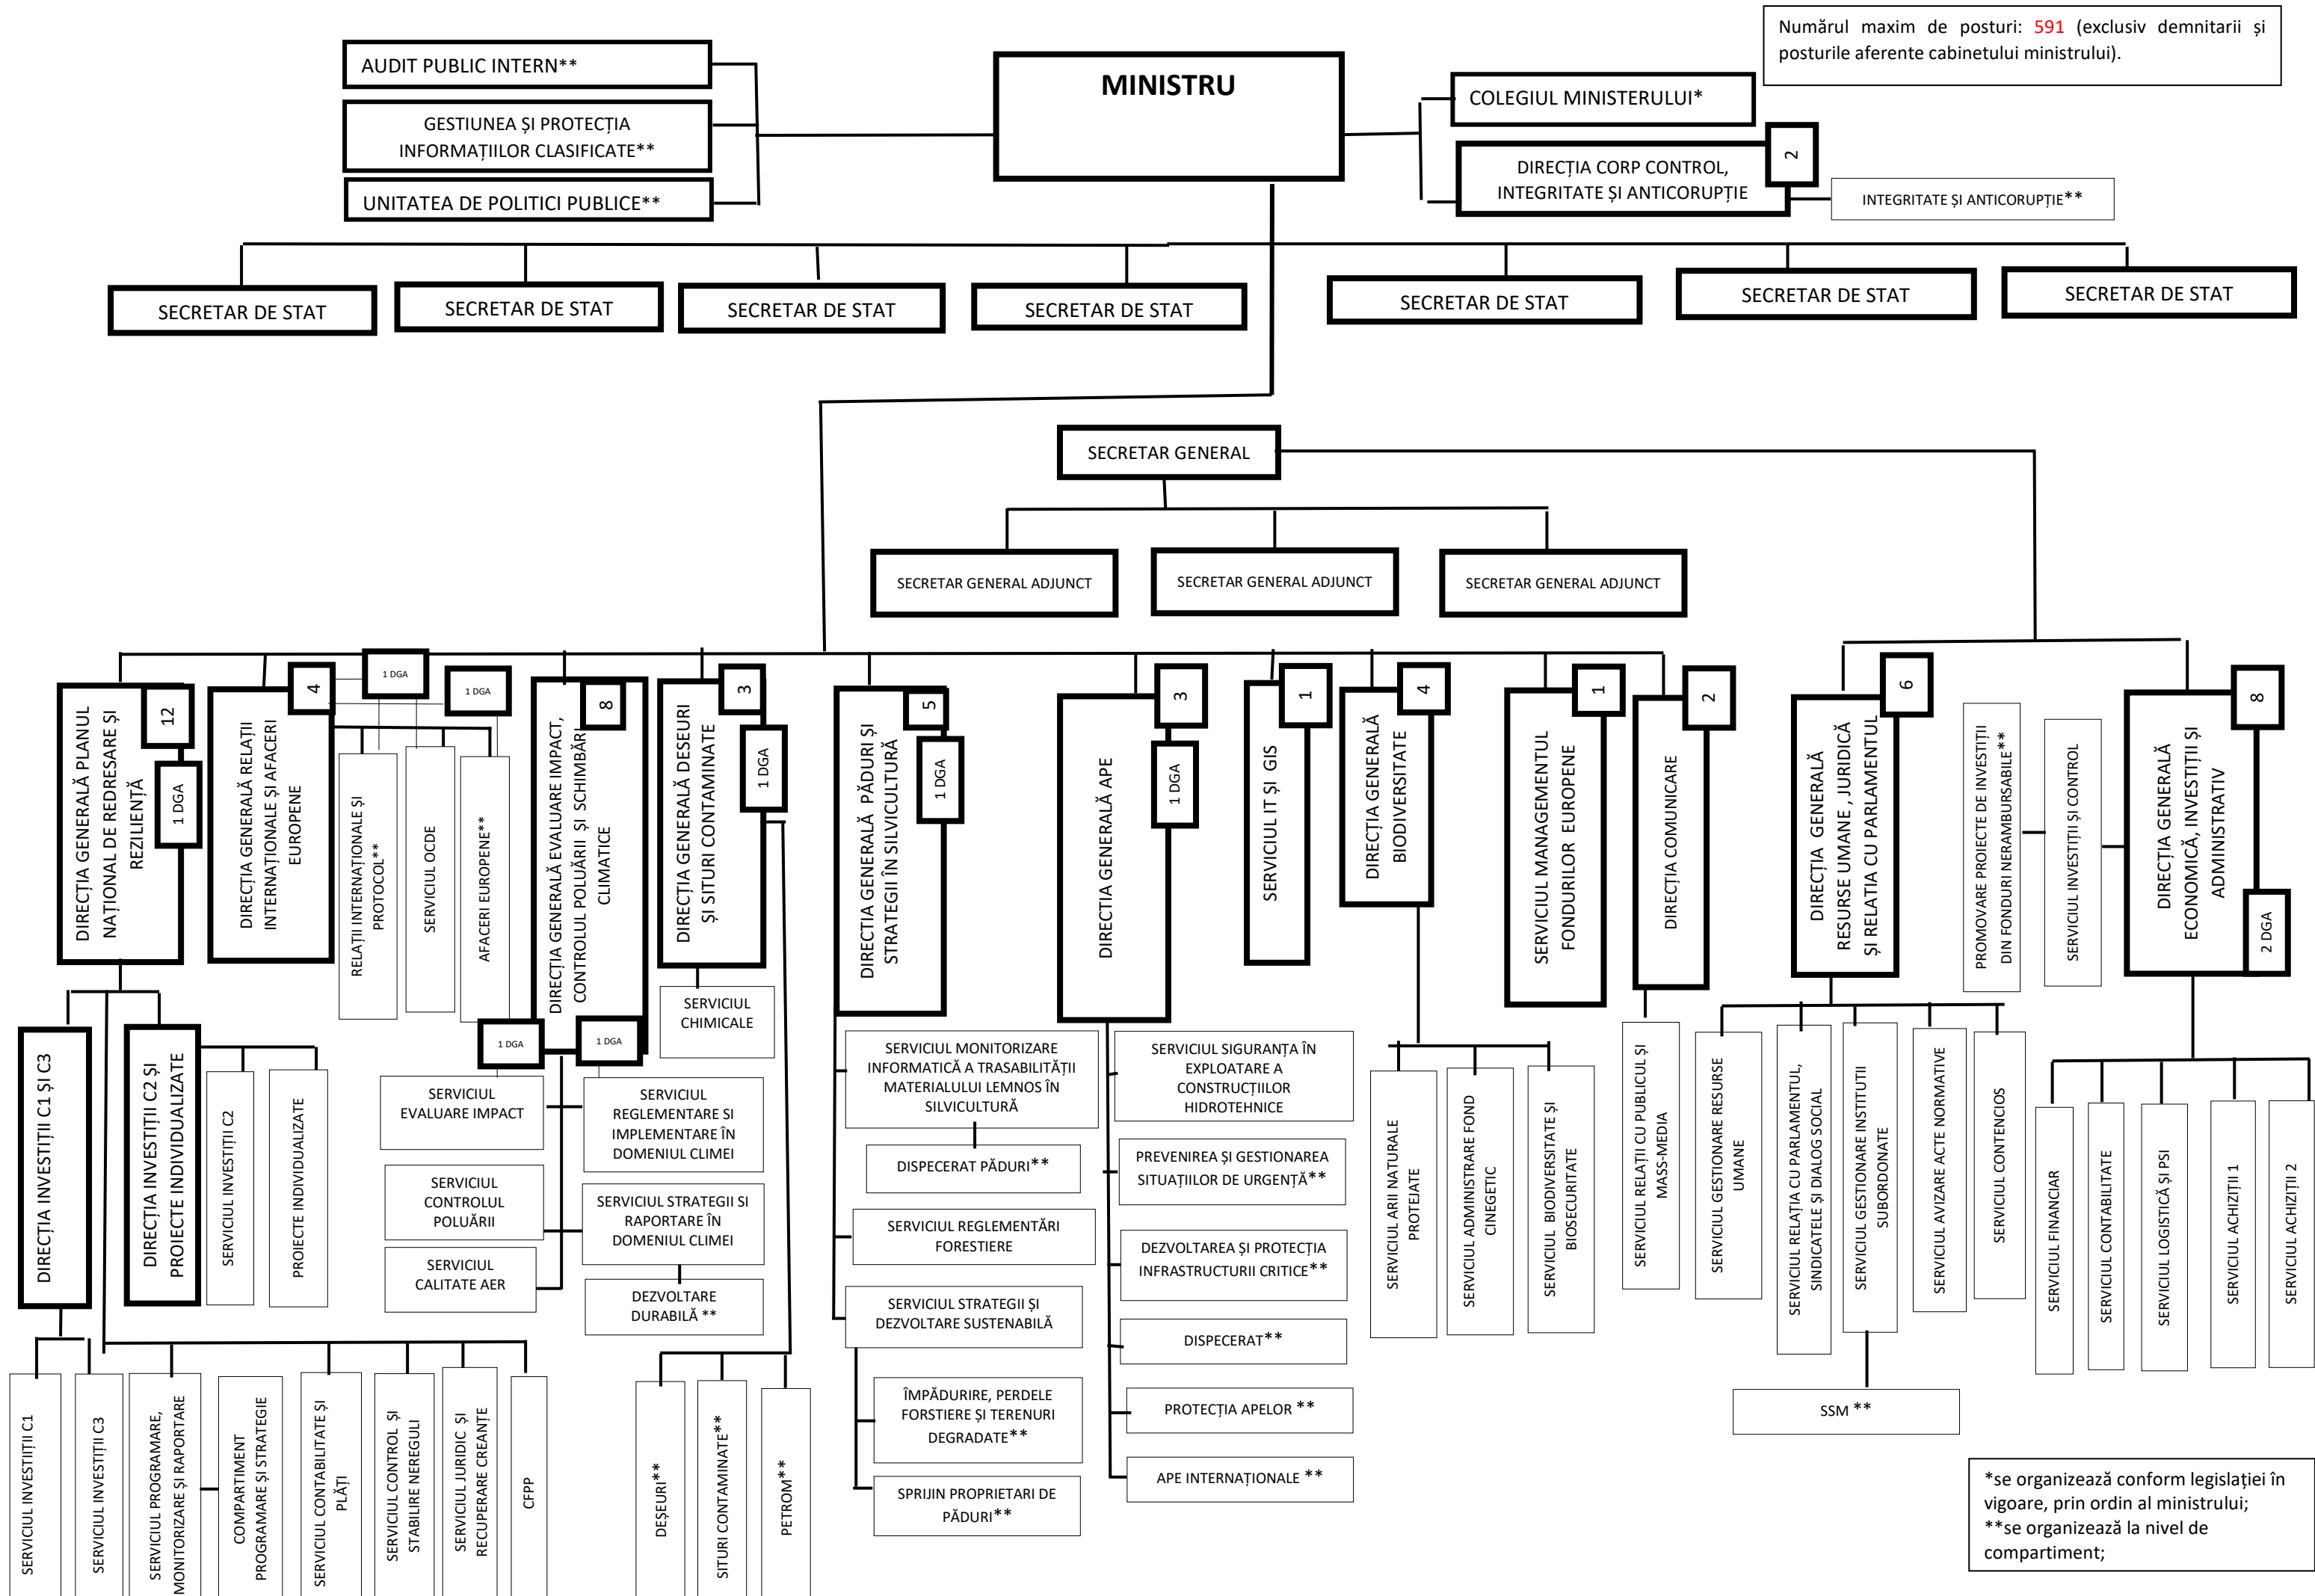 Numărul maxim de posturi: 591 (exclusiv demnitarii și
posturile aferente cabinetului ministrului).
AUDIT PUBLIC INTERN**
GESTIUNEA ȘI PROTECȚIA
INFORMAȚIILOR CLASIFICATE**
UNITATEA DE POLITICI PUBLICE**
MINISTRU
COLEGIUL MINISTERULUI*
DIRECȚIA CORP CONTROL,
INTEGRITATE ȘI ANTICORUPȚIE
2
INTEGRITATE ȘI ANTICORUPȚIE**
SECRETAR DE STAT
SECRETAR DE STAT
SECRETAR DE STAT
SECRETAR DE STAT
SECRETAR DE STAT
SECRETAR DE STAT
SECRETAR DE STAT
SECRETAR GENERAL
SECRETAR GENERAL ADJUNCT
SECRETAR GENERAL ADJUNCT
SECRETAR GENERAL ADJUNCT
DIRECȚIA GENERALĂ PLANUL
NAȚIONAL DE REDRESARE ȘI
REZILIENȚĂ
12
1 DGA
DIRECȚIA GENERALĂ RELAȚII
INTERNAȚIONALE ȘI AFACERI
EUROPENE
4
1 DGA
1 DGA
RELAȚII INTERNAȚIONALE ȘI
PROTOCOL**
SERVICIUL OCDE
AFACERI EUROPENE**
DIRECȚIA GENERALĂ EVALUARE IMPACT,
CONTROLUL POLUĂRII ȘI SCHIMBĂRI
CLIMATICE
8
1 DGA
1 DGA
DIRECȚIA GENERALĂ DESEURI
ȘI SITURI CONTAMINATE
3
1 DGA
SERVICIUL
CHIMICALE
DIRECTIA GENERALĂ PĂDURI ȘI
STRATEGII ÎN SILVICULTURĂ
5
1 DGA
DIRECTIA GENERALĂ APE
3
1 DGA
SERVICIUL IT ȘI GIS
1
DIRECȚIA GENERALĂ
BIODIVERSITATE
4
SERVICIUL MANAGEMENTUL
FONDURILOR EUROPENE
1
DIRECȚIA COMUNICARE
2
DIRECȚIA GENERALĂ
RESURSE UMANE , JURIDICĂ
ȘI RELATIA CU PARLAMENTUL
6
PROMOVARE PROIECTE DE INVESTIȚII
DIN FONDURI NERAMBURSABILE**
SERVICIUL INVESTIȚII ȘI CONTROL
DIRECȚIA GENERALĂ
ECONOMICĂ, INVESTIȚII ȘI
ADMINISTRATIV
8
2 DGA
DIRECȚIA INVESTIȚII C1 ȘI C3
DIRECȚIA INVESTIȚII C2 ȘI
PROIECTE INDIVIDUALIZATE
SERVICIUL INVESTIȚII C2
PROIECTE INDIVIDUALIZATE
SERVICIUL
EVALUARE IMPACT
SERVICIUL
REGLEMENTARE SI
IMPLEMENTARE ÎN
DOMENIUL CLIMEI
SERVICIUL
CONTROLUL
POLUĂRII
SERVICIUL STRATEGII SI
RAPORTARE ÎN
DOMENIUL CLIMEI
SERVICIUL
CALITATE AER
DEZVOLTARE
DURABILĂ **
SERVICIUL MONITORIZARE
INFORMATICĂ A TRASABILITĂȚII
MATERIALULUI LEMNOS ÎN
SILVICULTURĂ
DISPECERAT PĂDURI**
SERVICIUL REGLEMENTĂRI
FORESTIERE
SERVICIUL STRATEGII ȘI
DEZVOLTARE SUSTENABILĂ
ÎMPĂDURIRE, PERDELE
FORSTIERE ȘI TERENURI
DEGRADATE**
SPRIJIN PROPRIETARI DE
PĂDURI**
SERVICIUL SIGURANȚA ÎN
EXPLOATARE A
CONSTRUCȚIILOR
HIDROTEHNICE
PREVENIREA ȘI GESTIONAREA
SITUAȚIILOR DE URGENȚĂ**
DEZVOLTAREA ȘI PROTECȚIA
INFRASTRUCTURII CRITICE**
DISPECERAT**
PROTECȚIA APELOR **
APE INTERNAȚIONALE **
SERVICIUL ARII NATURALE
PROTEJATE
SERVICIUL ADMINISTRARE FOND
CINEGETIC
SERVICIUL BIODIVERSITATE ȘI
BIOSECURITATE
SERVICIUL RELAȚII CU PUBLICUL ȘI
MASS-MEDIA
SERVICIUL GESTIONARE RESURSE
UMANE
SERVICIUL RELAȚIA CU PARLAMENTUL,
SINDICATELE ȘI DIALOG SOCIAL
SERVICIUL GESTIONARE INSTITUTII
SUBORDONATE
SERVICIUL AVIZARE ACTE NORMATIVE
SERVICIUL CONTENCIOS
SSM **
SERVICIUL FINANCIAR
SERVICIUL CONTABILITATE
SERVICIUL LOGISTICĂ ȘI PSI
SERVICIUL ACHIZIȚII 1
SERVICIUL ACHIZIȚII 2
SERVICIUL INVESTIȚII C1
SERVICIUL INVESTIȚII C3
SERVICIUL PROGRAMARE,
MONITORIZARE ȘI RAPORTARE
COMPARTIMENT
PROGRAMARE ȘI STRATEGIE
SERVICIUL CONTABILITATE ȘI
PLĂȚI
SERVICIUL CONTROL ȘI
STABILIRE NEREGULI
SERVICIUL JURIDIC ȘI
RECUPERARE CREANȚE
CFPP
DEȘEURI**
SITURI CONTAMINATE**
PETROM**
*se organizează conform legislației în
vigoare, prin ordin al ministrului;
**se organizează la nivel de
compartiment;